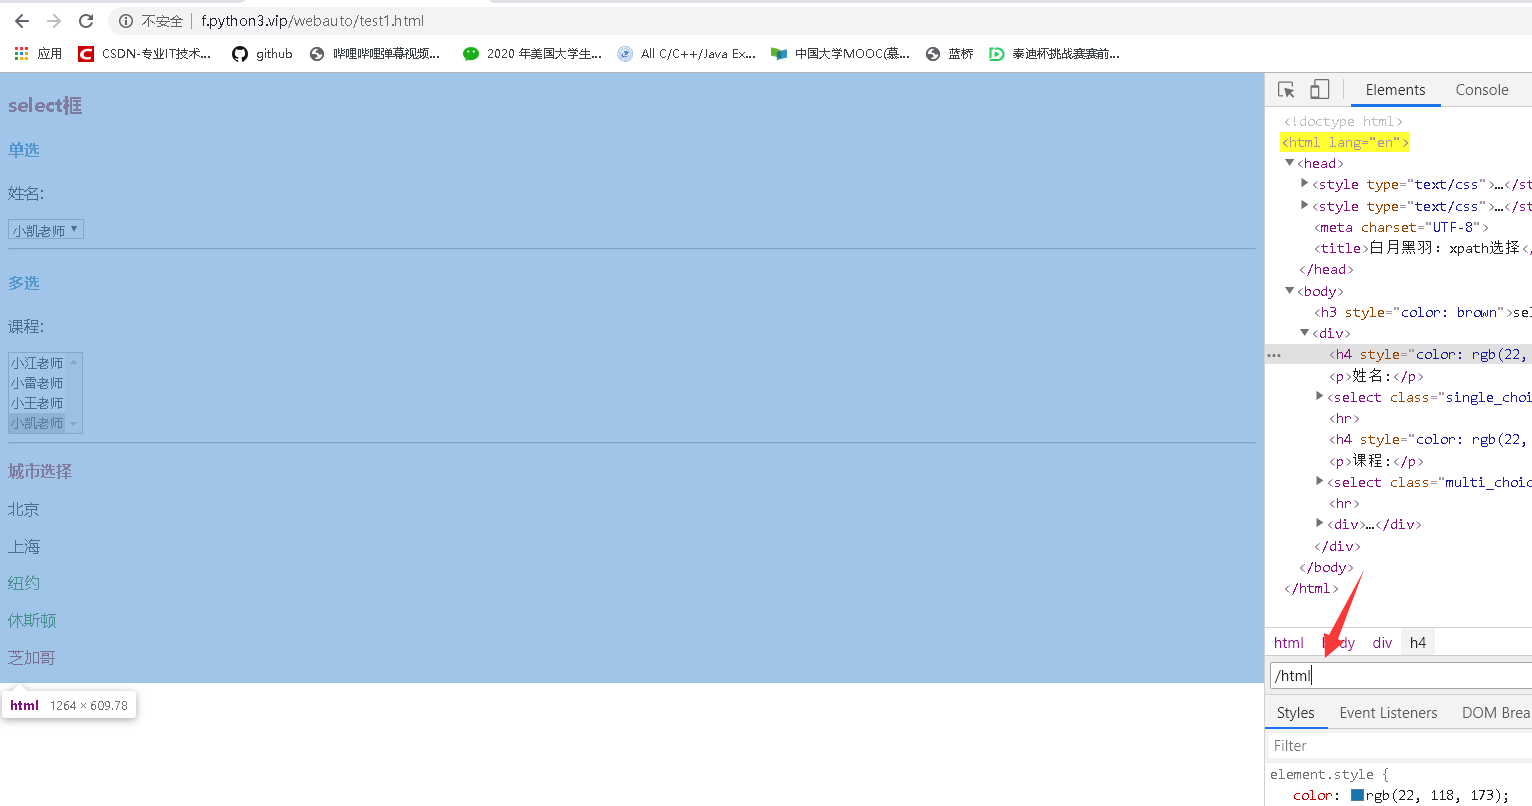 不安全 f.python3.vip/webauto/test1.html
应用 CSDN-专业IT技术... github 哔哩哔哩弹幕视频... 2020 年美国大学生... All C/C++/Java Ex... 中国大学MOOC(慕... 蓝桥 泰迪杯挑战赛赛前...
select框
单选
姓名:
小凯老师
多选
课程:
小江老师
小雷老师
小王老师
小凯老师
城市选择
北京
上海
纽约
休斯顿
芝加哥
html 1264 × 609.78
Elements Console
<!doctype html>
<html lang="en">
<head>
<style type="text/css">…</st
<style type="text/css">…</st
<meta charset="UTF-8">
<title>白月黑羽：xpath选择</
</head>
<body>
<h3 style="color: brown">sel
<div>
<h4 style="color: rgb(22,
<p>姓名:</p>
<select class="single_choi
<hr>
<h4 style="color: rgb(22,
<p>课程:</p>
<select class="multi_choic
<hr>
<div>…</div>
</div>
</body>
</html>
html body div h4
/html
Styles Event Listeners DOM Brea
Filter
element.style {
color: rgb(22, 118, 173);